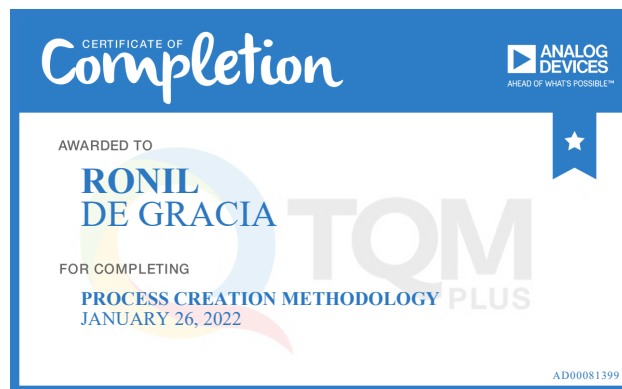 CERTIFICATE OF
Completion
ANALOG
DEVICES
AHEAD OF WHAT'S POSSIBLE™
AWARDED TO
RONIL
DE GRACIA
TQM
PLUS
FOR COMPLETING
PROCESS CREATION METHODOLOGY
JANUARY 26, 2022
AD00081399